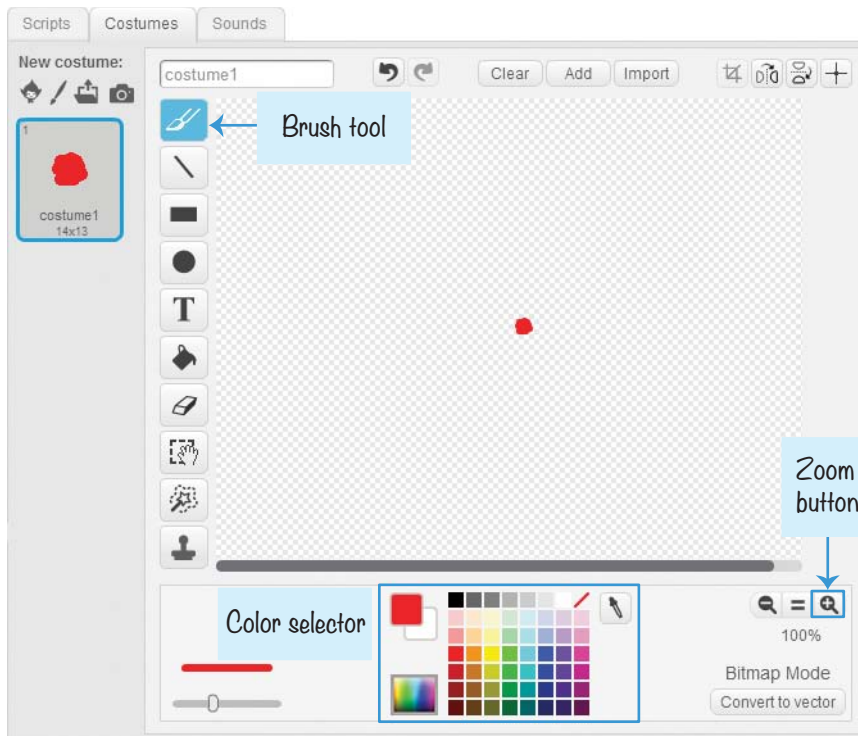 Scripts Costumes Sounds
New costume:
costume1 Clear Add Import
Brush tool
1
costume1
14x13
T
Zoom
button
Color selector
100%
Bitmap Mode
Convert to vector